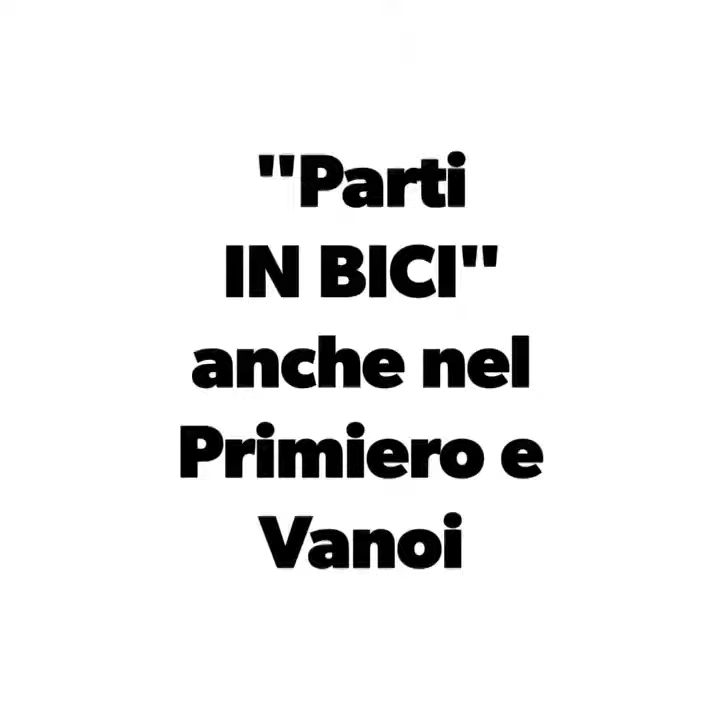 "Parti
IN BICI"
anche nel
Primiero e
Vanoi